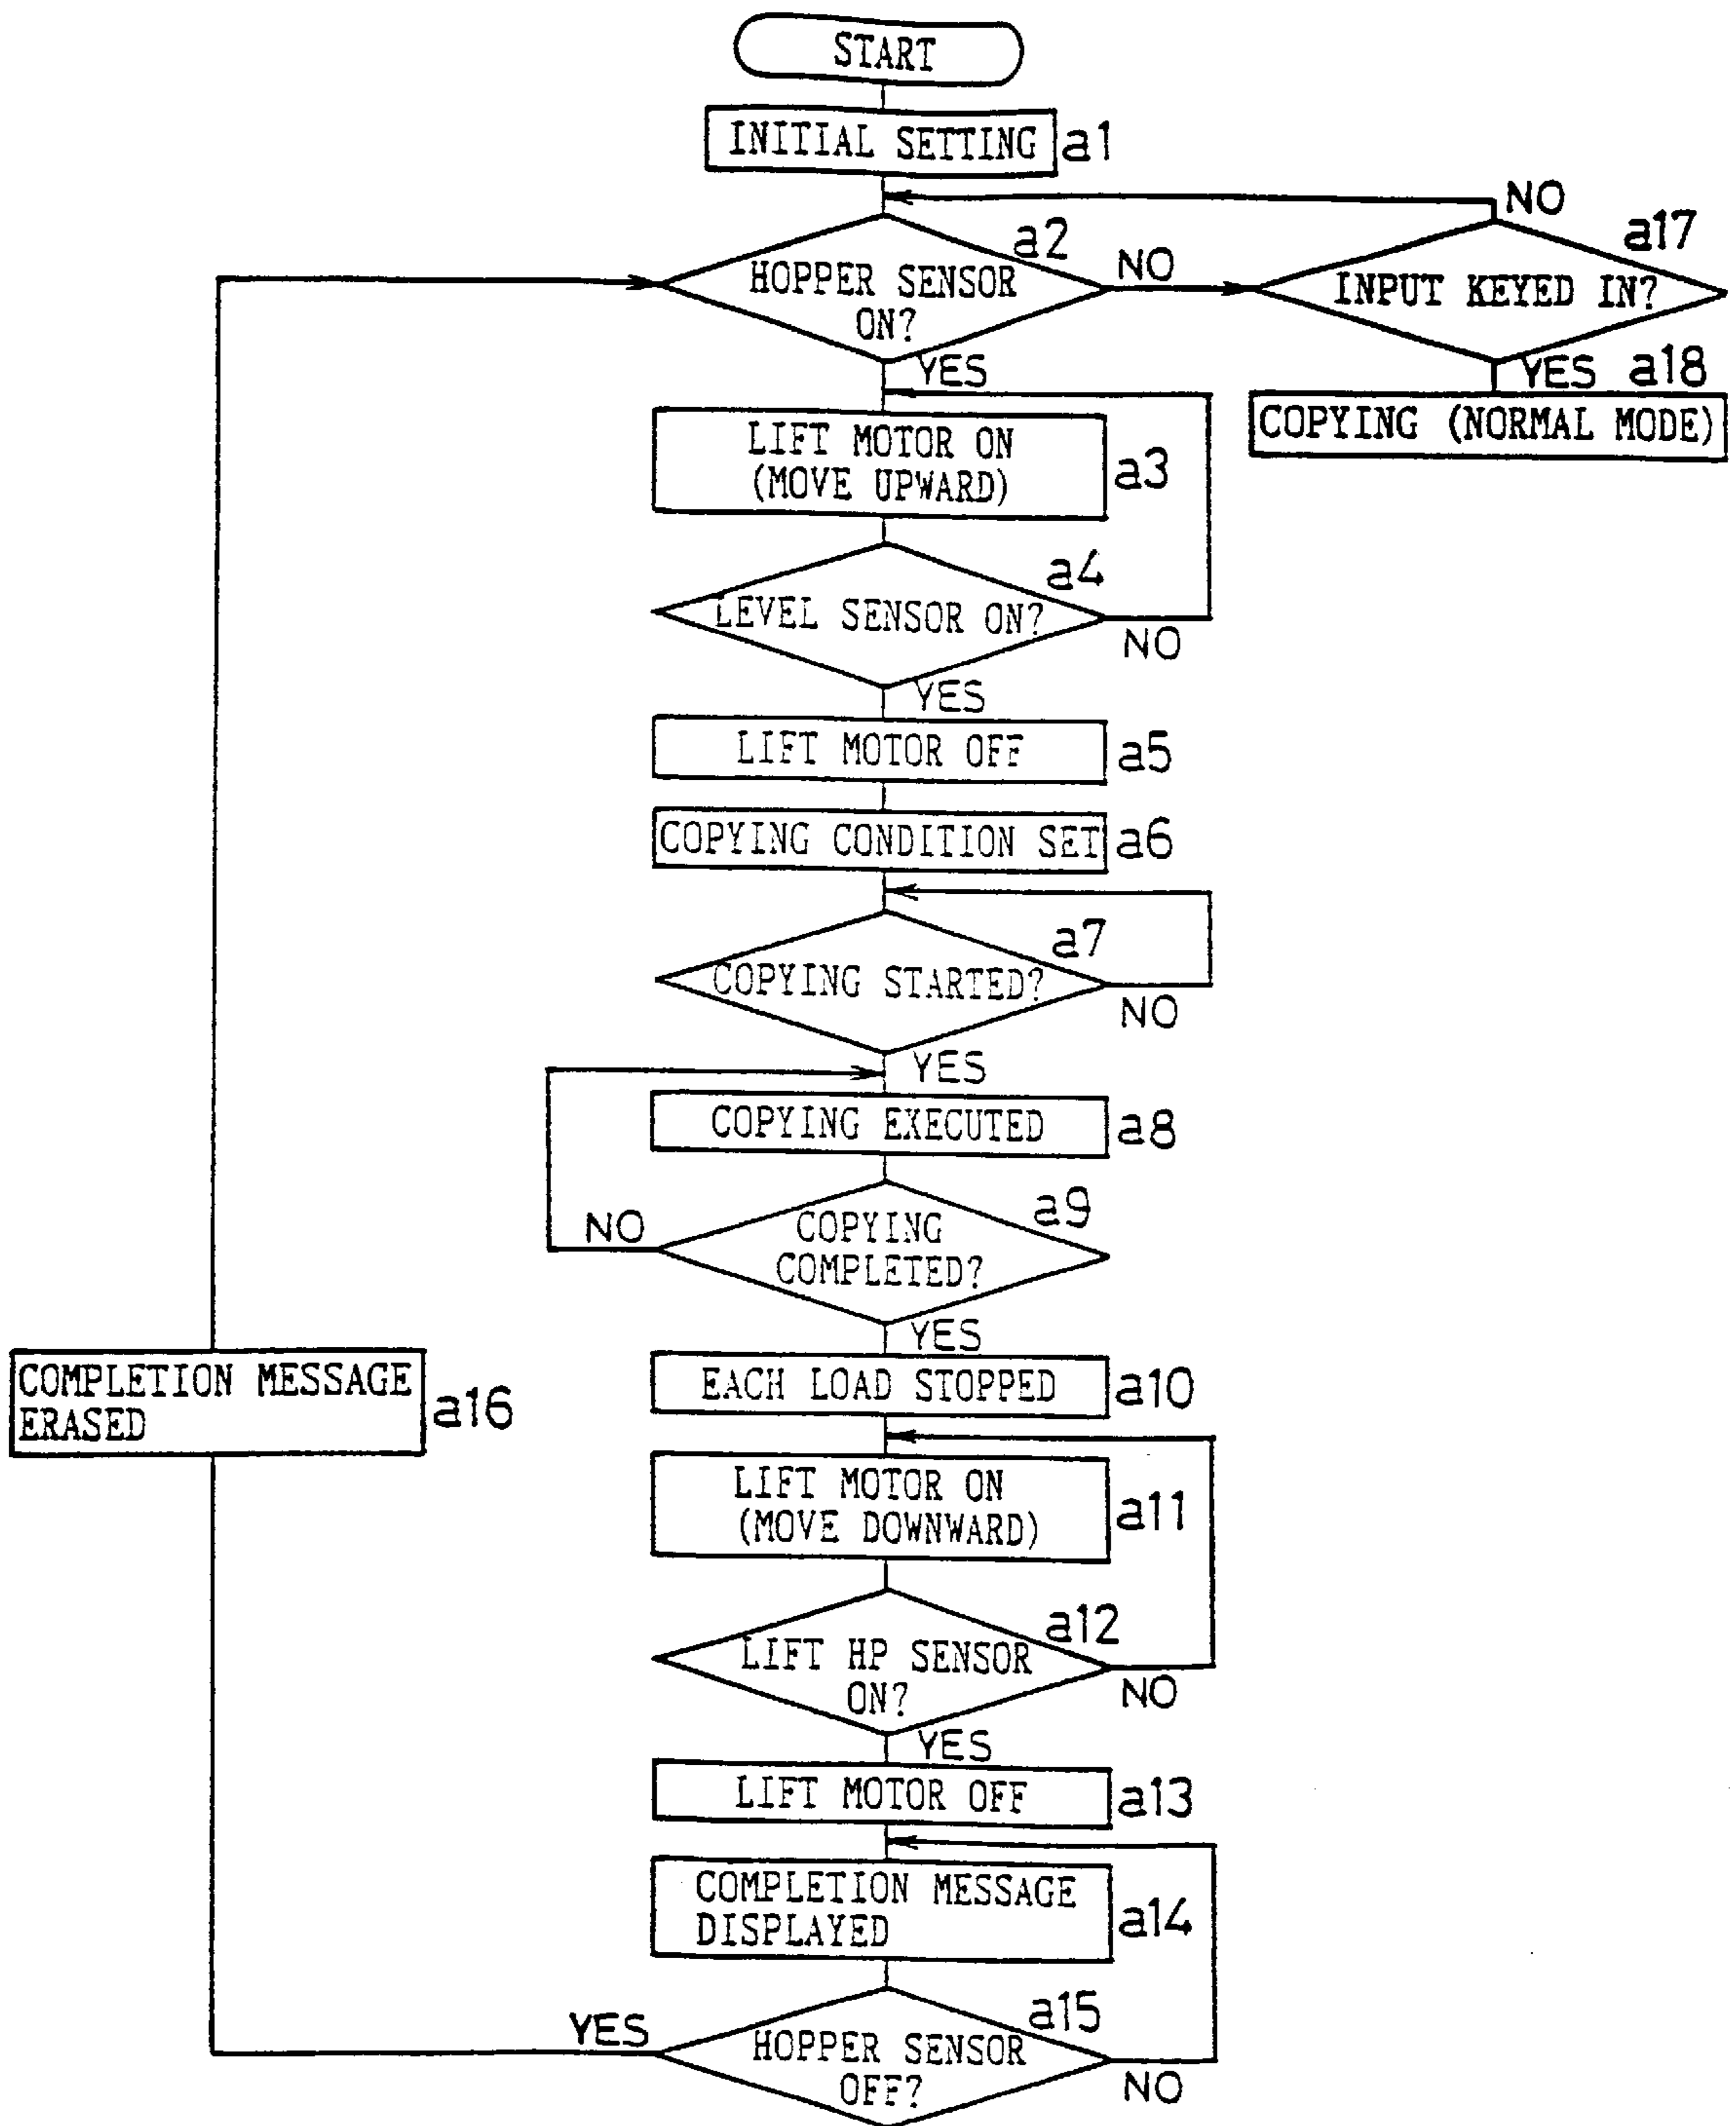 START
INITIAL SETTING
a1
NO
a2
HOPPER SENSOR
ON?
NO
a17
INPUT KEYED IN?
YES
YES
a18
COPYING (NORMAL MODE)
LIFT MOTOR ON
(MOVE UPWARD)
a3
a4
LEVEL SENSOR ON?
NO
YES
LIFT MOTOR OFF
a5
COPYING CONDITION SET
a6
a7
COPYING STARTED?
NO
YES
COPYING EXECUTED
a8
a9
NO
COPYING
COMPLETED?
YES
EACH LOAD STOPPED
a10
COMPLETION MESSAGE
ERASED
a16
LIFT MOTOR ON
(MOVE DOWNWARD)
a11
a12
LIFT HP SENSOR
ON?
NO
YES
LIFT MOTOR OFF
a13
COMPLETION MESSAGE
DISPLAYED
a14
a15
YES
HOPPER SENSOR
OFF?
NO